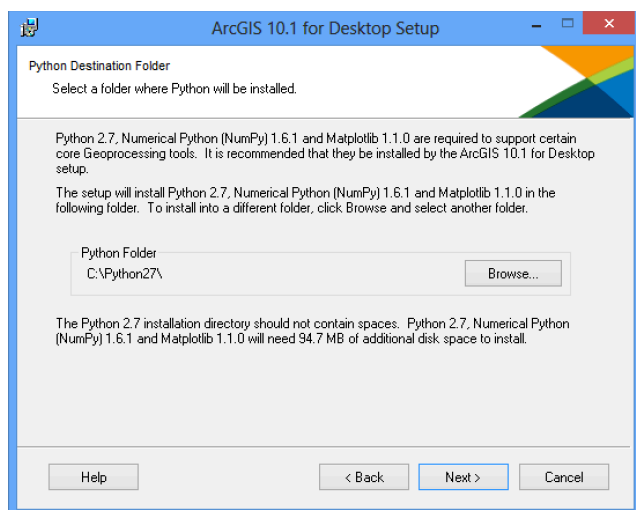 ArcGIS 10.1 for Desktop Setup
Python Destination Folder
Select a folder where Python will be installed.
Python 2.7, Numerical Python (NumPy) 1.6.1 and Matplotlib 1.1.0 are required to support certain
core Geoprocessing tools. It is recommended that they be installed by the ArcGIS 10.1 for Desktop
setup.
The setup will install Python 2.7, Numerical Python (NumPy) 1.6.1 and Matplotlib 1.1.0 in the
following folder. To install into a different folder, click Browse and select another folder.
Python Folder
C:\Python27\
Browse...
The Python 2.7 installation directory should not contain spaces. Python 2.7, Numerical Python
(NumPy) 1.6.1 and Matplotlib 1.1.0 will need 94.7 MB of additional disk space to install.
Help
< Back
Next >
Cancel